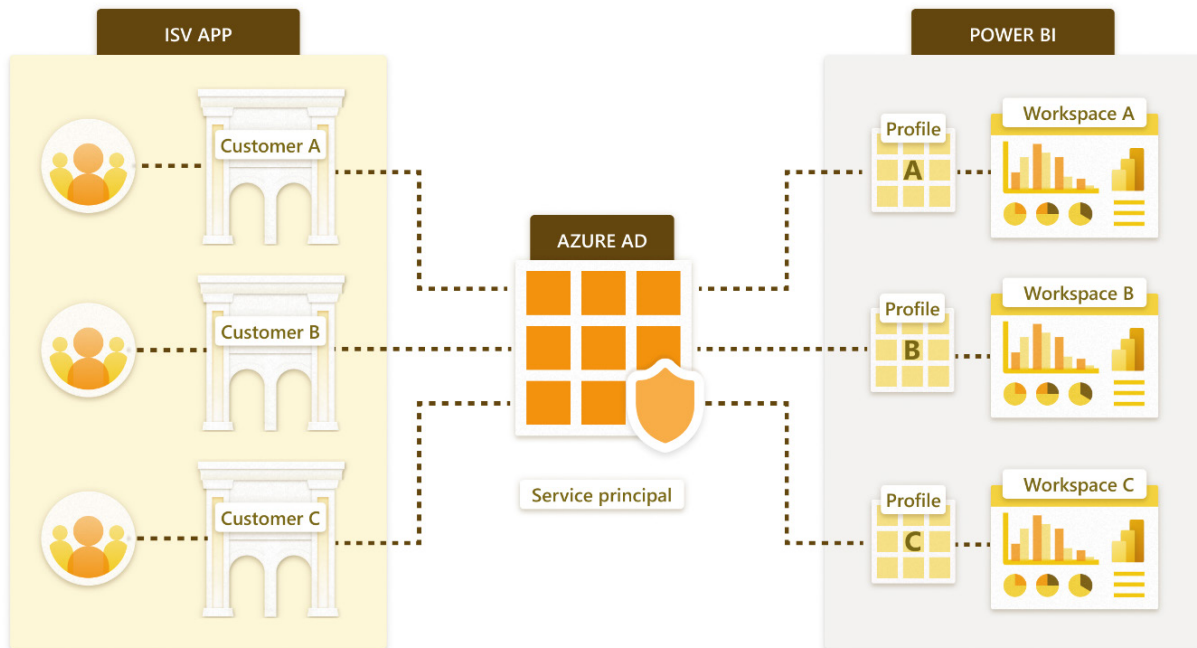 ISV APP
Customer A
Customer B
Customer C
AZURE AD
Service principal
POWER BI
Profile
A
Workspace A
Profile
B
Workspace B
Profile
C
Workspace C